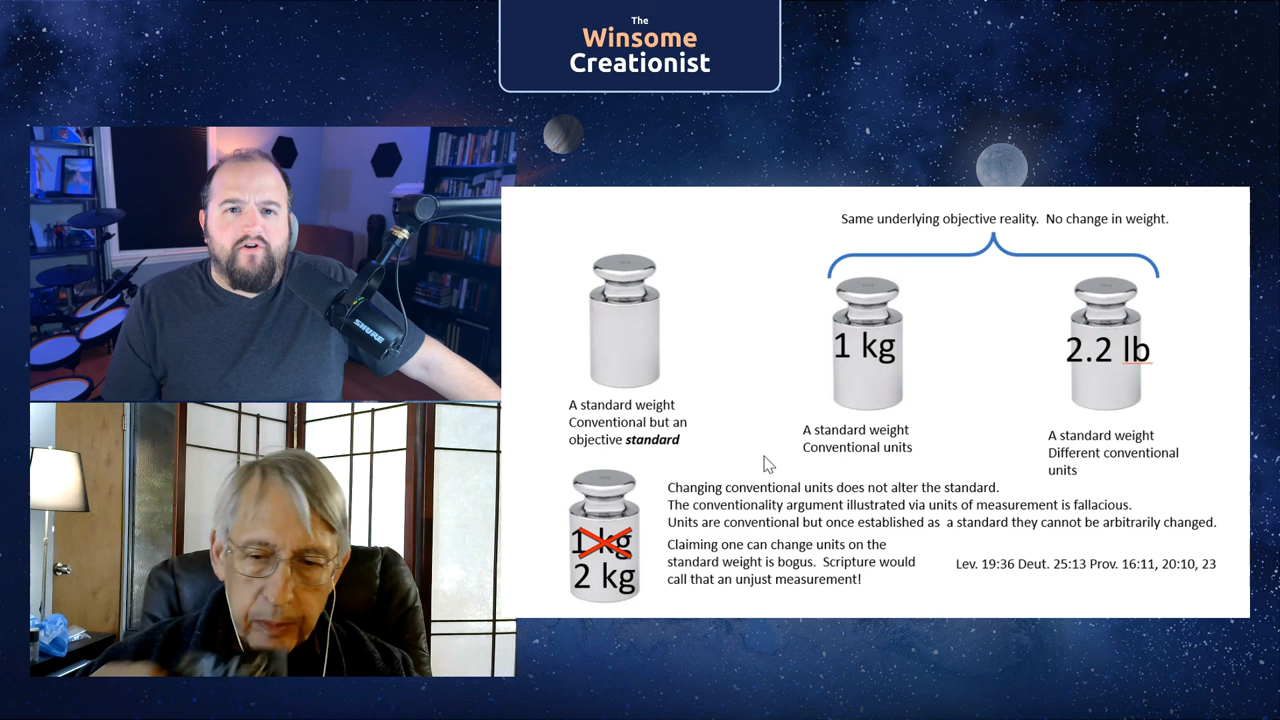 The
Winsome
Creationist
SHURE
Same underlying objective reality.  No change in weight.
1 kg
2.2 lb
A standard weight
Conventional but an
objective standard
A standard weight
Conventional units
A standard weight
Different conventional
units
1 kg
2 kg
Changing conventional units does not alter the standard.
The conventionality argument illustrated via units of measurement is fallacious.
Units are conventional but once established as  a standard they cannot be arbitrarily changed.
Claiming one can change units on the
standard weight is bogus.  Scripture would
call that an unjust measurement!
Lev. 19:36 Deut. 25:13 Prov. 16:11, 20:10, 23